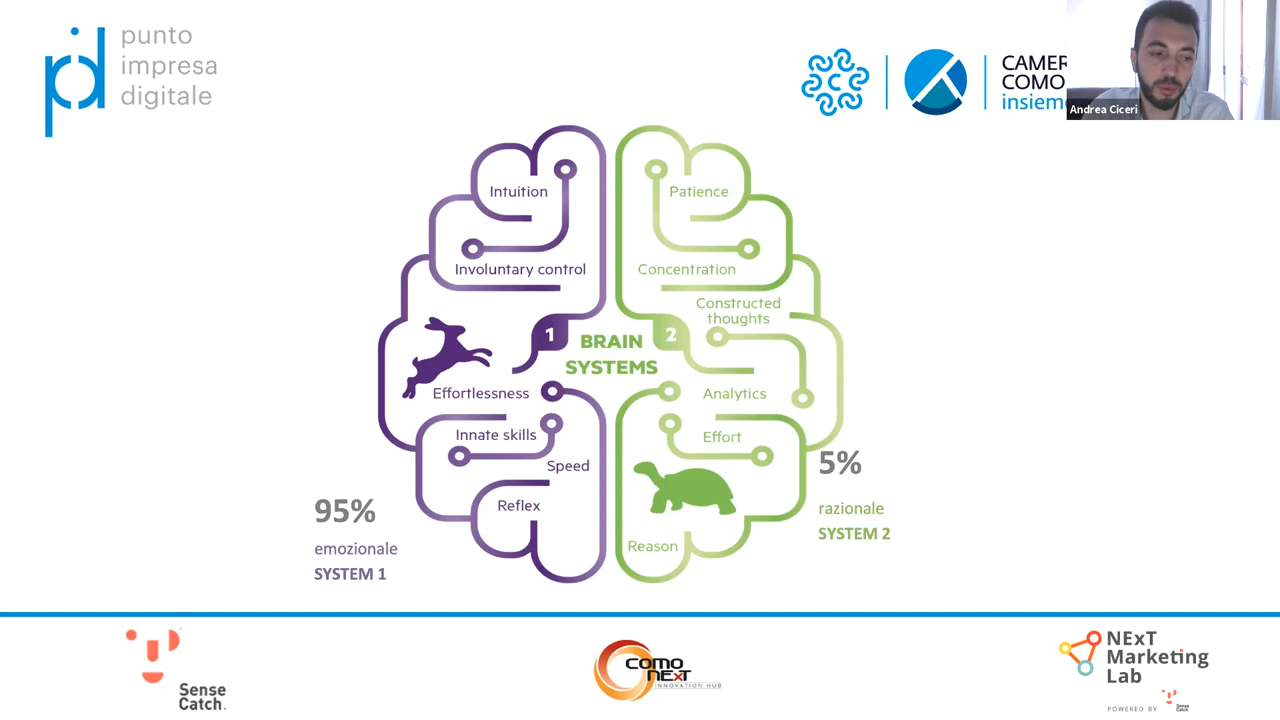 punto
impresa
digitale
CAMER
COMO
insiem
Andrea Ciceri
Intuition
Involuntary control
Effortlessness
Innate skills
Speed
Reflex
1
BRAIN
SYSTEMS
2
Patience
Concentration
Constructed
thoughts
Analytics
Effort
Reason
95%
emozionale
SYSTEM 1
5%
razionale
SYSTEM 2
Sense
Catch.
COMO
NExT
INNOVATION HUB
NExT
Marketing
Lab
POWERED BY
Sense
Catch